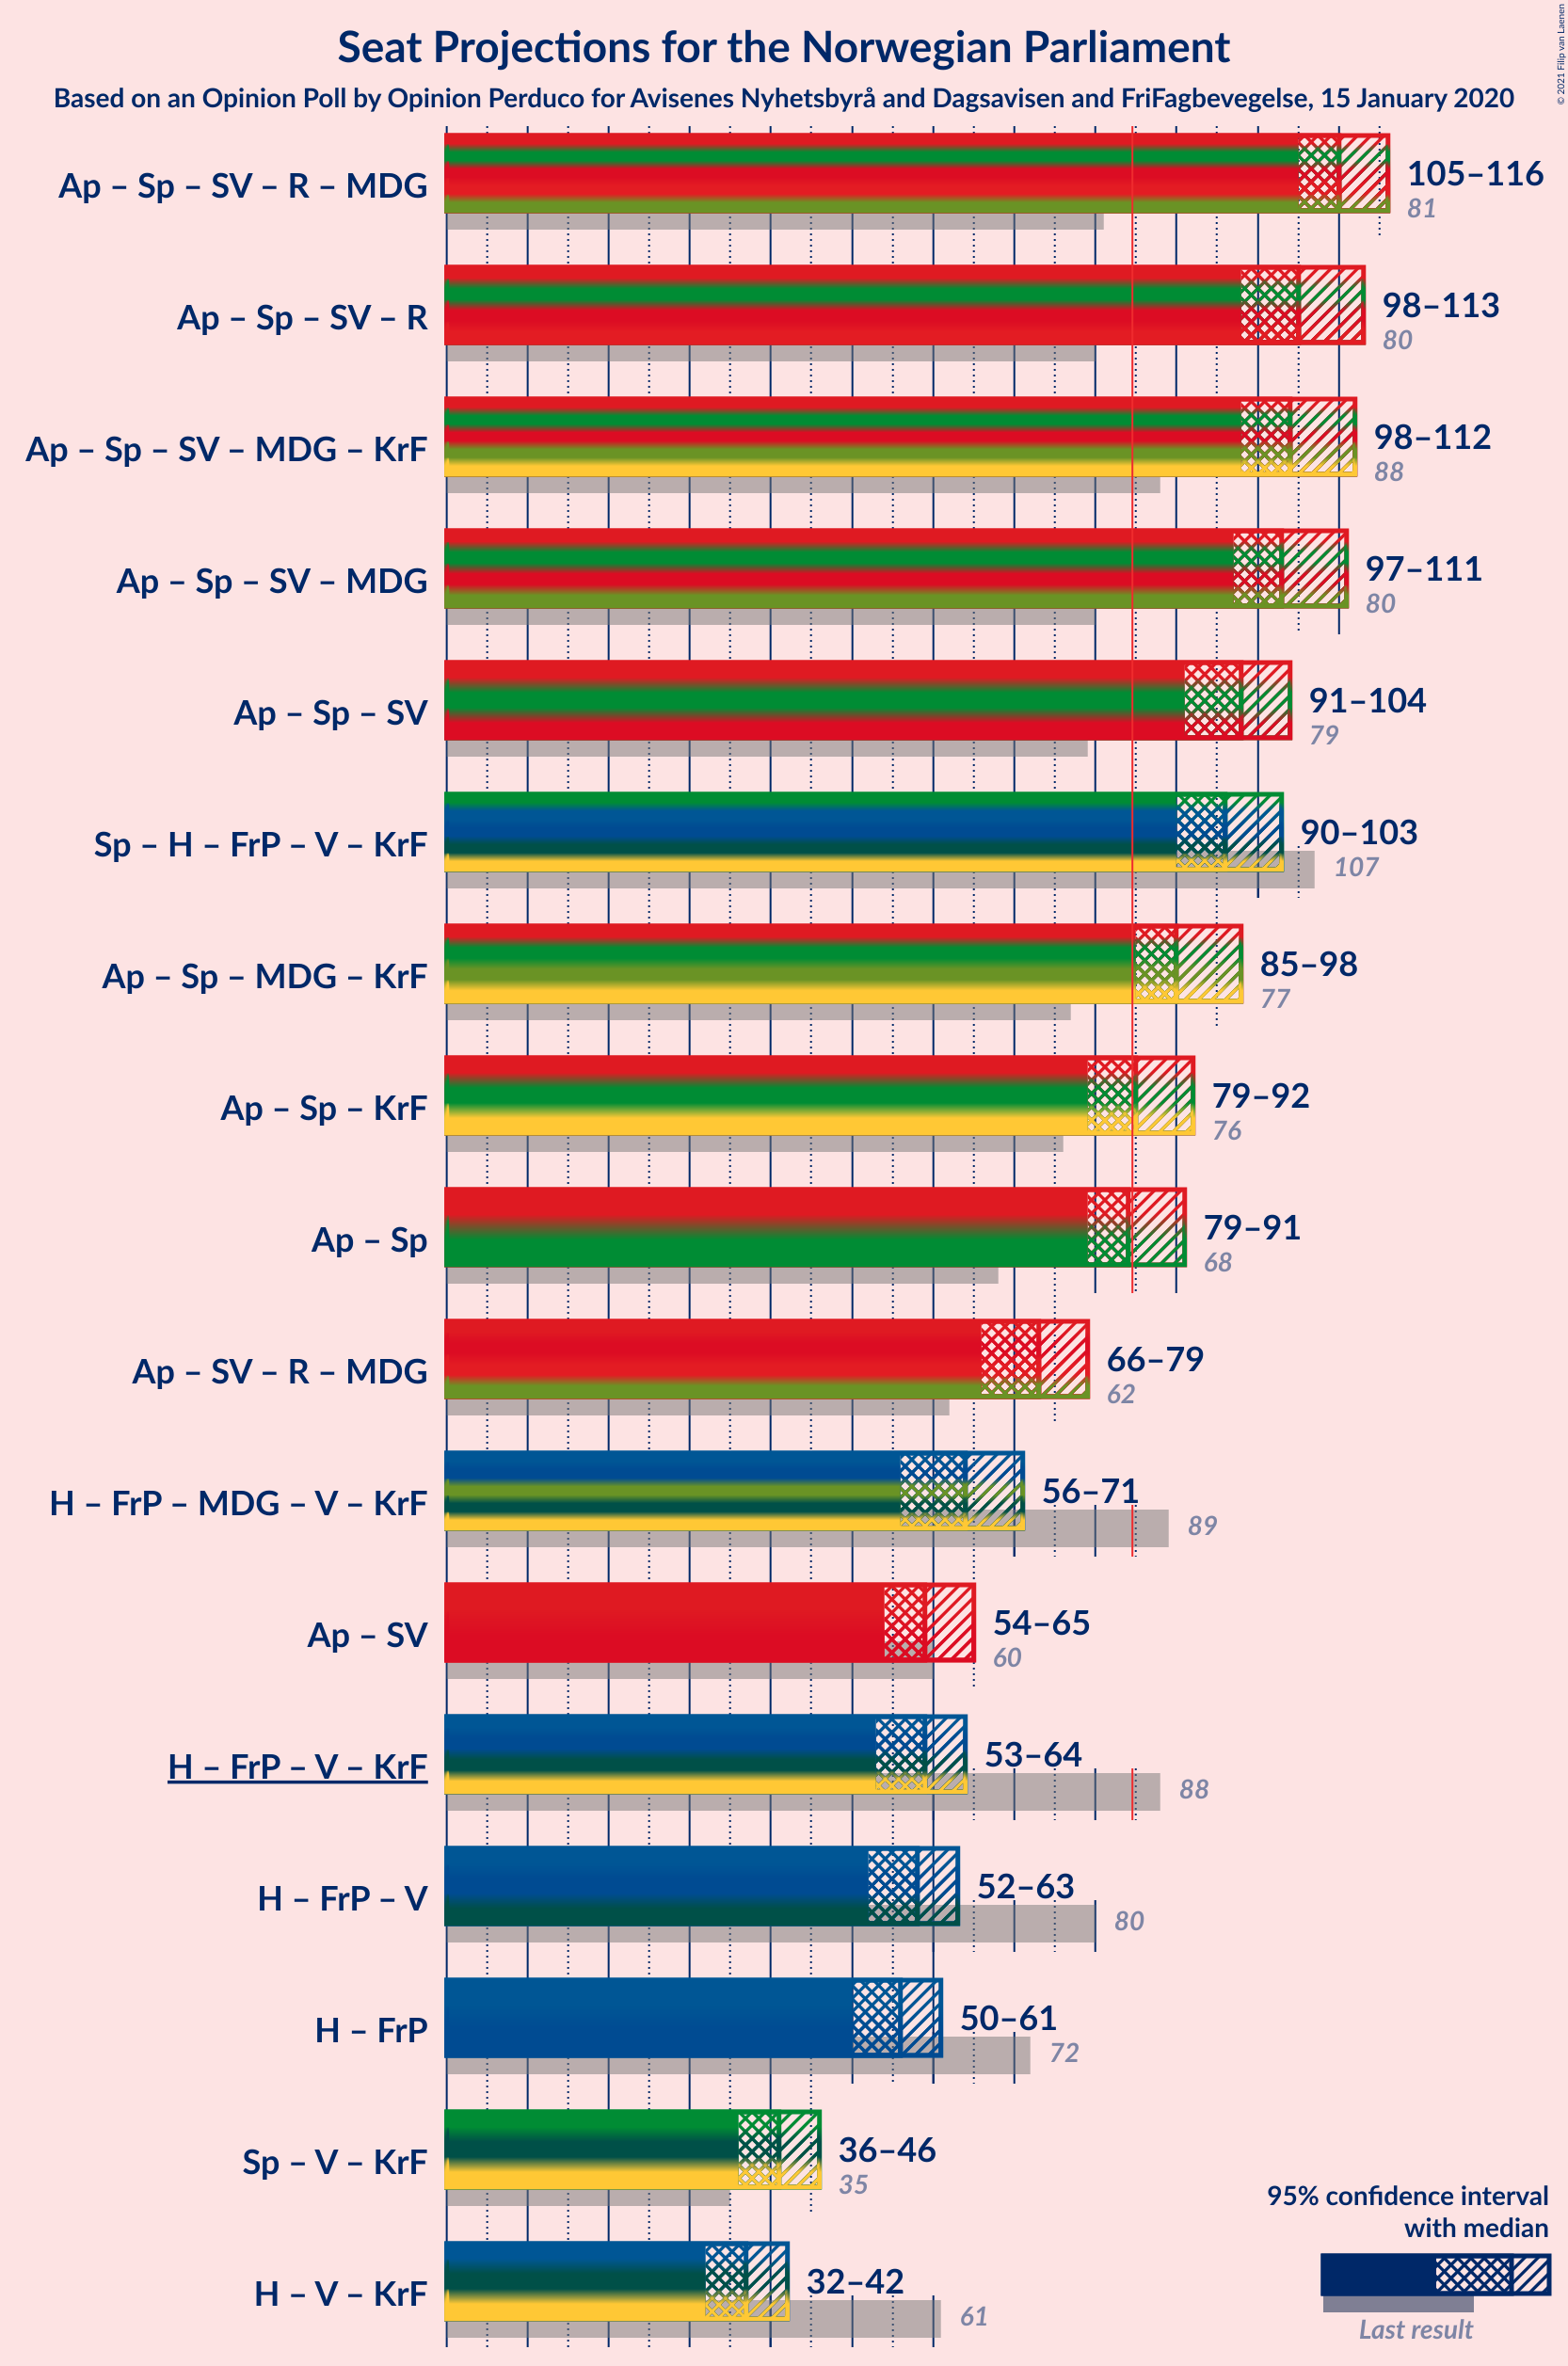 Seat Projections for the Norwegian Parliament
Based on an Opinion Poll by Opinion Perduco for Avisenes Nyhetsbyrå and Dagsavisen and FriFagbevegelse, 15 January 2020
© 2021 Filip van Laenen
Ap – Sp – SV – R – MDG
105–116
81
Ap – Sp – SV – R
98–113
80
Ap – Sp – SV – MDG – KrF
98–112
88
Ap – Sp – SV – MDG
97–111
80
Ap – Sp – SV
91–104
79
Sp – H – FrP – V – KrF
90–103
107
Ap – Sp – MDG – KrF
85–98
77
Ap – Sp – KrF
79–92
76
Ap – Sp
79–91
68
Ap – SV – R – MDG
66–79
62
H – FrP – MDG – V – KrF
56–71
89
Ap – SV
54–65
60
H – FrP – V – KrF
53–64
88
H – FrP – V
52–63
80
H – FrP
50–61
72
Sp – V – KrF
36–46
35
H – V – KrF
32–42
61
95% confidence interval
with median
Last result